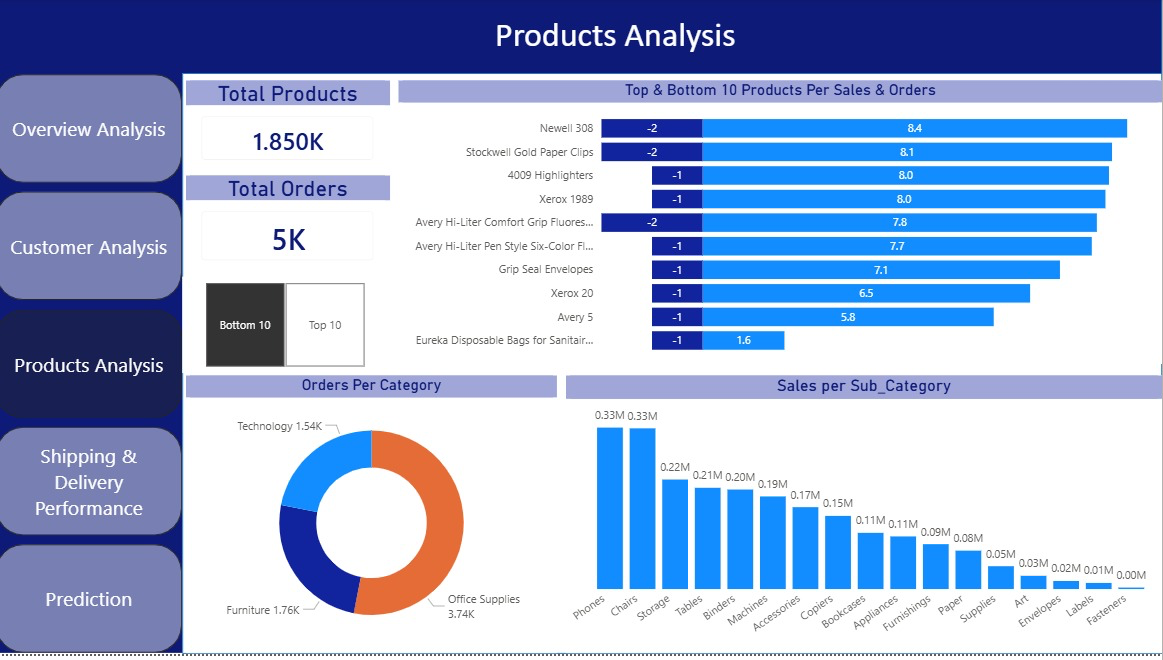 Products Analysis
Overview Analysis
Customer Analysis
Products Analysis
Shipping &
Delivery
Performance
Prediction
Total Products
1.850K
Total Orders
5K
Bottom 10
Top 10
Top & Bottom 10 Products Per Sales & Orders
Newell 308 -2 8.4
Stockwell Gold Paper Clips -2 8.1
4009 Highlighters -1 8.0
Xerox 1989 -1 8.0
Avery Hi-Liter Comfort Grip Fluores... -2 7.8
Avery Hi-Liter Pen Style Six-Color Fl... -1 7.7
Grip Seal Envelopes -1 7.1
Xerox 20 -1 6.5
Avery 5 -1 5.8
Eureka Disposable Bags for Sanitair... -1 1.6
Orders Per Category
Technology 1.54K
Furniture 1.76K
Office Supplies
3.74K
Sales per Sub_Category
0.33M 0.33M 0.22M 0.21M 0.20M 0.19M 0.17M 0.15M 0.11M 0.11M 0.09M 0.08M 0.05M 0.03M 0.02M 0.01M 0.00M
Phones Chairs Storage Tables Binders Machines Accessories Copiers Bookcases Appliances Furnishings Paper Supplies Art Envelopes Labels Fasteners